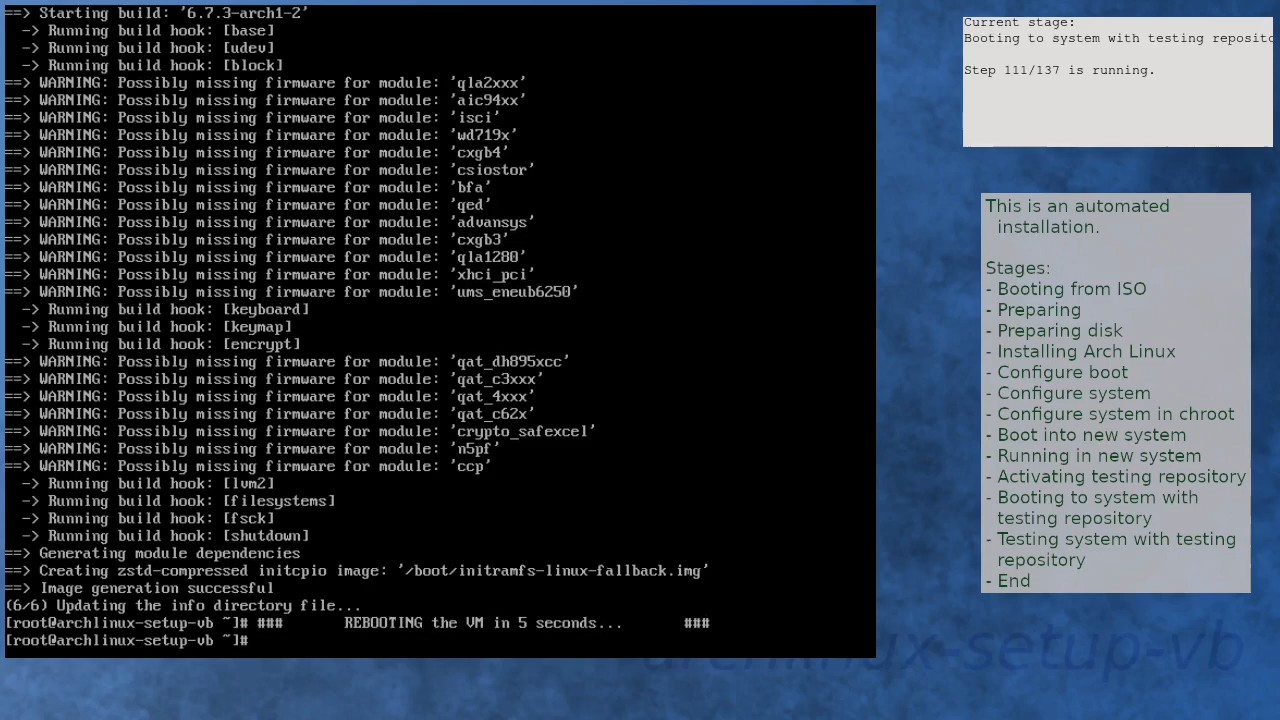 ==> Starting build: '6.7.3-arch1-2'
-> Running build hook: [base]
-> Running build hook: [udev]
-> Running build hook: [block]
==> WARNING: Possibly missing firmware for module: 'qla2xxx'
==> WARNING: Possibly missing firmware for module: 'aic94xx'
==> WARNING: Possibly missing firmware for module: 'isci'
==> WARNING: Possibly missing firmware for module: 'wd719x'
==> WARNING: Possibly missing firmware for module: 'cxgb4'
==> WARNING: Possibly missing firmware for module: 'csiostor'
==> WARNING: Possibly missing firmware for module: 'bfa'
==> WARNING: Possibly missing firmware for module: 'qed'
==> WARNING: Possibly missing firmware for module: 'advansys'
==> WARNING: Possibly missing firmware for module: 'cxgb3'
==> WARNING: Possibly missing firmware for module: 'qla1280'
==> WARNING: Possibly missing firmware for module: 'xhci_pci'
==> WARNING: Possibly missing firmware for module: 'ums_eneub6250'
-> Running build hook: [keyboard]
-> Running build hook: [keymap]
-> Running build hook: [encrypt]
==> WARNING: Possibly missing firmware for module: 'qat_dh895xcc'
==> WARNING: Possibly missing firmware for module: 'qat_c3xxx'
==> WARNING: Possibly missing firmware for module: 'qat_4xxx'
==> WARNING: Possibly missing firmware for module: 'qat_c62x'
==> WARNING: Possibly missing firmware for module: 'crypto_safexcel'
==> WARNING: Possibly missing firmware for module: 'n5pf'
==> WARNING: Possibly missing firmware for module: 'ccp'
-> Running build hook: [lvm2]
-> Running build hook: [filesystems]
-> Running build hook: [fsck]
-> Running build hook: [shutdown]
==> Generating module dependencies
==> Creating zstd-compressed initcpio image: '/boot/initramfs-linux-fallback.img'
==> Image generation successful
(6/6) Updating the info directory file...
[root@archlinux-setup-vb ~]# ### REBOOTING the VM in 5 seconds... ###
[root@archlinux-setup-vb ~]#
Current stage:
Booting to system with testing reposito
Step 111/137 is running.
This is an automated
installation.
Stages:
- Booting from ISO
- Preparing
- Preparing disk
- Installing Arch Linux
- Configure boot
- Configure system
- Configure system in chroot
- Boot into new system
- Running in new system
- Activating testing repository
- Booting to system with
testing repository
- Testing system with testing
repository
- End
archlinux-setup-vb